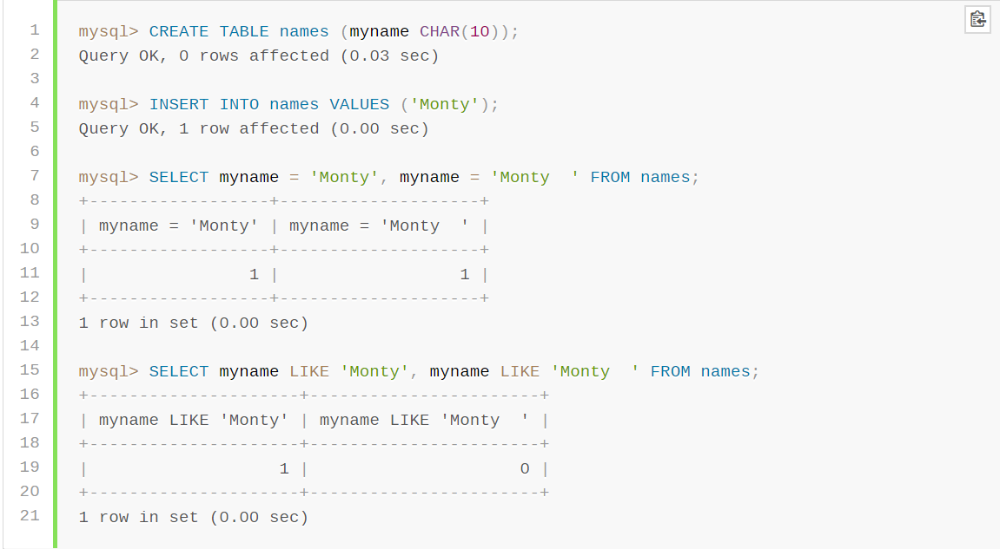 1 mysql> CREATE TABLE names (myname CHAR(10));
2 Query OK, 0 rows affected (0.03 sec)
3
4 mysql> INSERT INTO names VALUES ('Monty');
5 Query OK, 1 row affected (0.00 sec)
6
7 mysql> SELECT myname = 'Monty', myname = 'Monty  ' FROM names;
8 +------------------+--------------------+
9 | myname = 'Monty' | myname = 'Monty  ' |
10 +------------------+--------------------+
11 |                1 |                  1 |
12 +------------------+--------------------+
13 1 row in set (0.00 sec)
14
15 mysql> SELECT myname LIKE 'Monty', myname LIKE 'Monty  ' FROM names;
16 +---------------------+-----------------------+
17 | myname LIKE 'Monty' | myname LIKE 'Monty  ' |
18 +---------------------+-----------------------+
19 |                   1 |                     0 |
20 +---------------------+-----------------------+
21 1 row in set (0.00 sec)